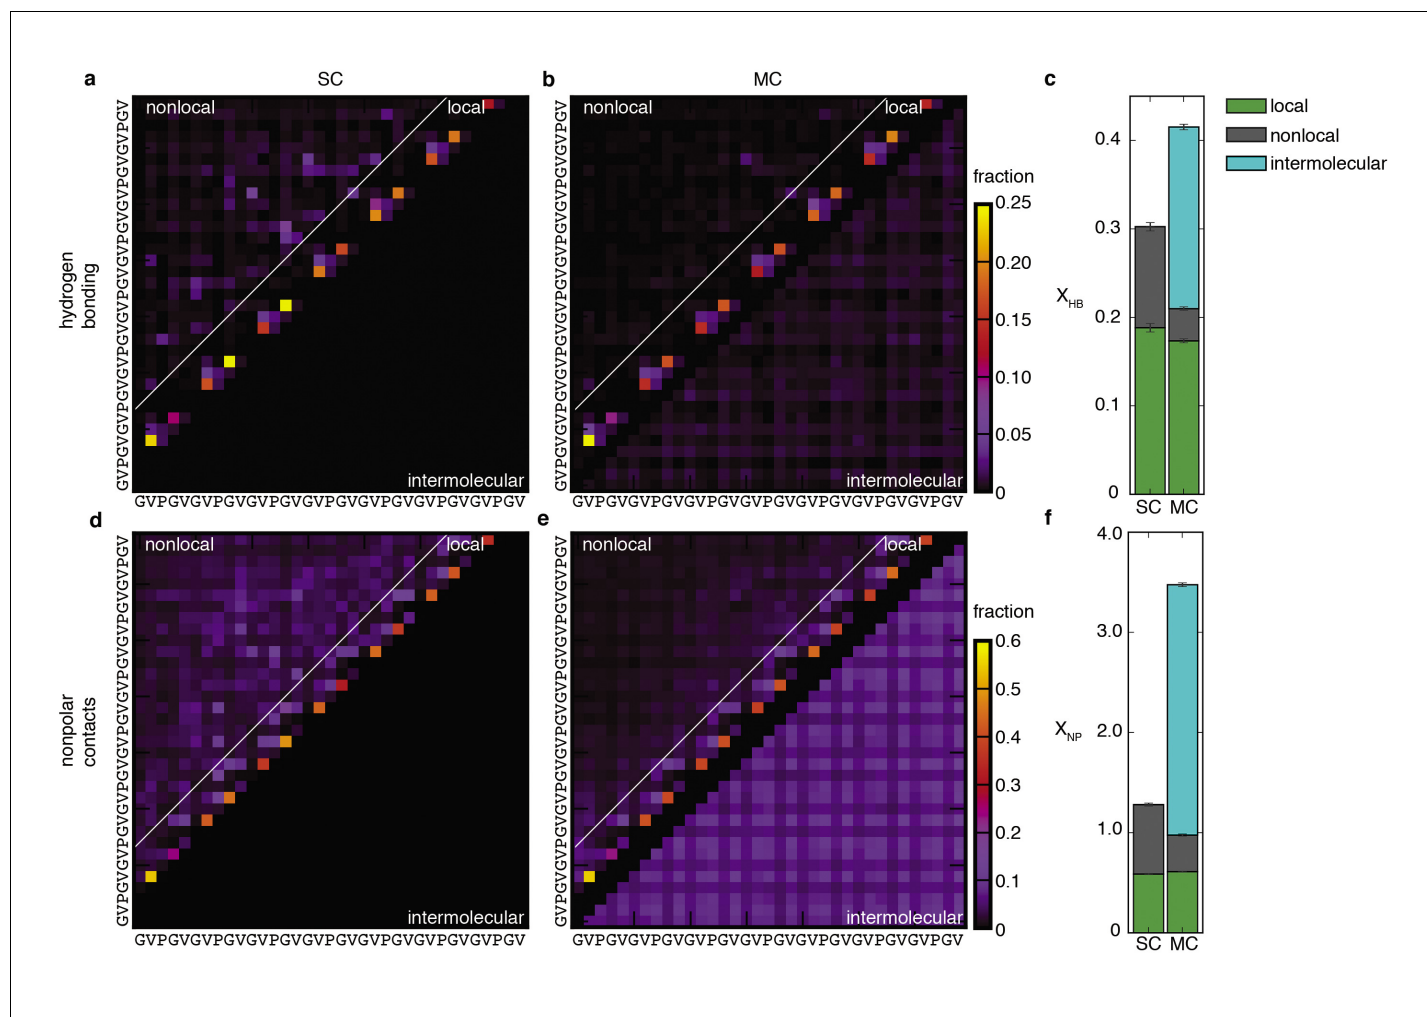 a
SC
b
MC
c
nonlocal
local
nonlocal
local
hydrogen
bonding
GVPGVGVPGVGVPGVGVPGVGVPGVGVPGVGVPGV
intermolecular
GVPGVGVPGVGVPGVGVPGVGVPGVGVPGVGVPGV
GVPGVGVPGVGVPGVGVPGVGVPGVGVPGVGVPGV
intermolecular
GVPGVGVPGVGVPGVGVPGVGVPGVGVPGVGVPGV
fraction
0.25
0.20
0.15
0.10
0.05
0
X_HB
0.4
0.3
0.2
0.1
0
SC MC
local
nonlocal
intermolecular
d
e
f
nonlocal
local
nonlocal
local
nonpolar
contacts
GVPGVGVPGVGVPGVGVPGVGVPGVGVPGVGVPGV
intermolecular
GVPGVGVPGVGVPGVGVPGVGVPGVGVPGVGVPGV
GVPGVGVPGVGVPGVGVPGVGVPGVGVPGVGVPGV
intermolecular
GVPGVGVPGVGVPGVGVPGVGVPGVGVPGVGVPGV
fraction
0.6
0.5
0.4
0.3
0.2
0.1
0
X_NP
4.0
3.0
2.0
1.0
0
SC MC